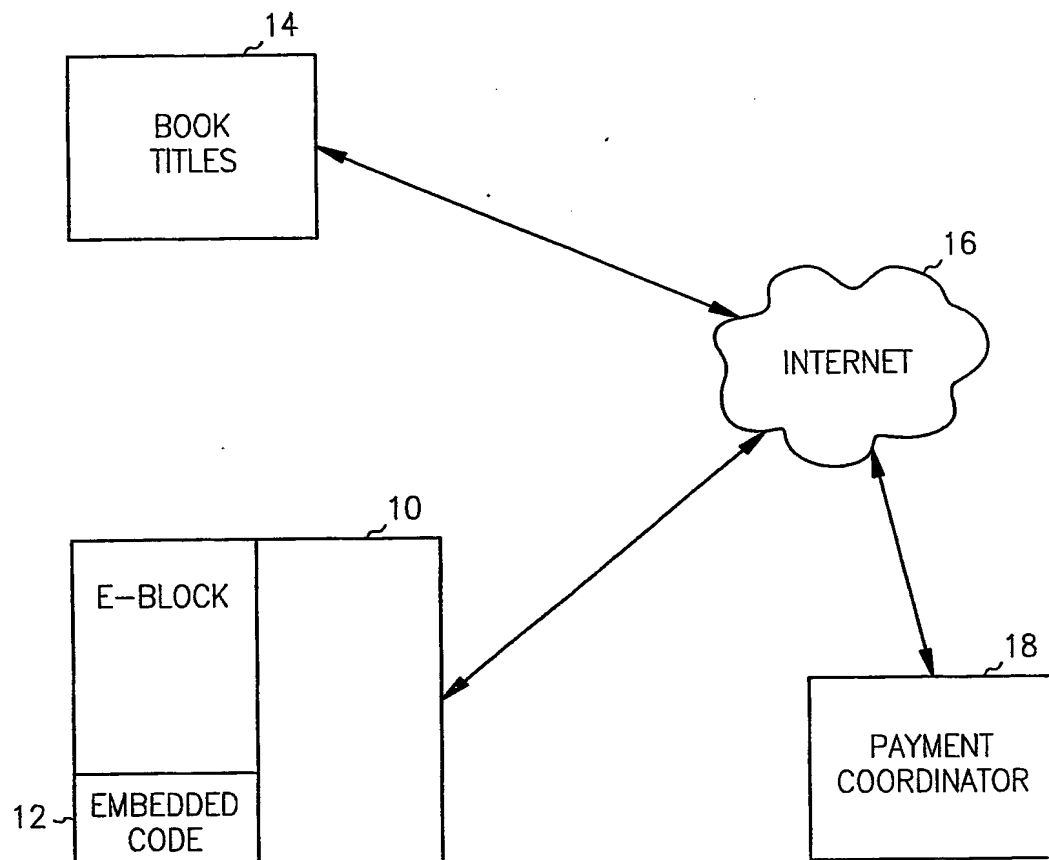 14
BOOK
TITLES
16
INTERNET
10
E-BLOCK
18
PAYMENT
COORDINATOR
12
EMBEDDED
CODE